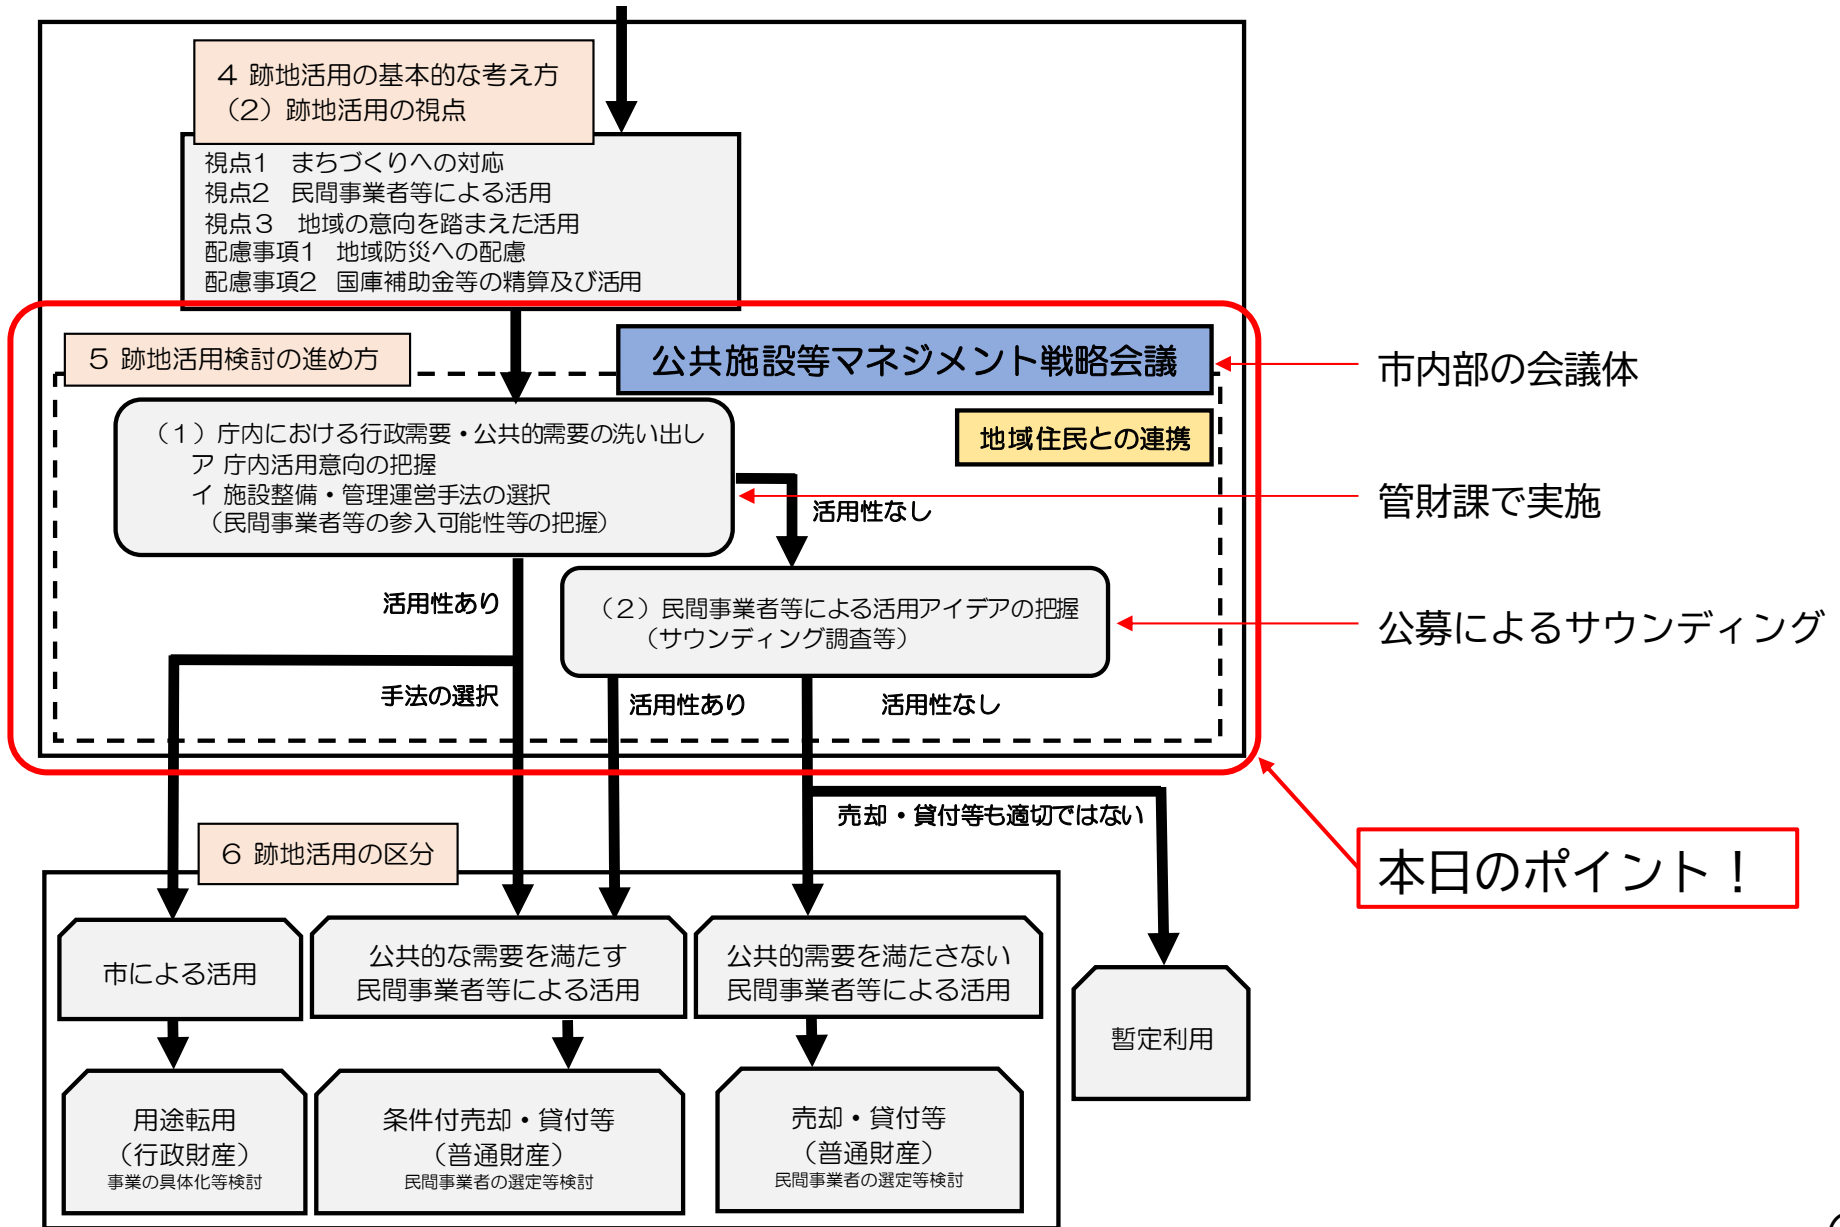 4 跡地活用の基本的な考え方
（2）跡地活用の視点
視点1　まちづくりへの対応
視点2　民間事業者等による活用
視点３　地域の意向を踏まえた活用
配慮事項1　地域防災への配慮
配慮事項2　国庫補助金等の精算及び活用
5 跡地活用検討の進め方
公共施設等マネジメント戦略会議
市内部の会議体
地域住民との連携
（１）庁内における行政需要・公共的需要の洗い出し
ア 庁内活用意向の把握
イ 施設整備・管理運営手法の選択
（民間事業者等の参入可能性等の把握）
管財課で実施
活用性なし
活用性あり
（２）民間事業者等による活用アイデアの把握
（サウンディング調査等）
公募によるサウンディング
手法の選択
活用性あり
活用性なし
売却・貸付等も適切ではない
本日のポイント！
6 跡地活用の区分
市による活用
公共的な需要を満たす
民間事業者等による活用
公共的需要を満たさない
民間事業者等による活用
暫定利用
用途転用
（行政財産）
事業の具体化等検討
条件付売却・貸付等
（普通財産）
民間事業者の選定等検討
売却・貸付等
（普通財産）
民間事業者の選定等検討